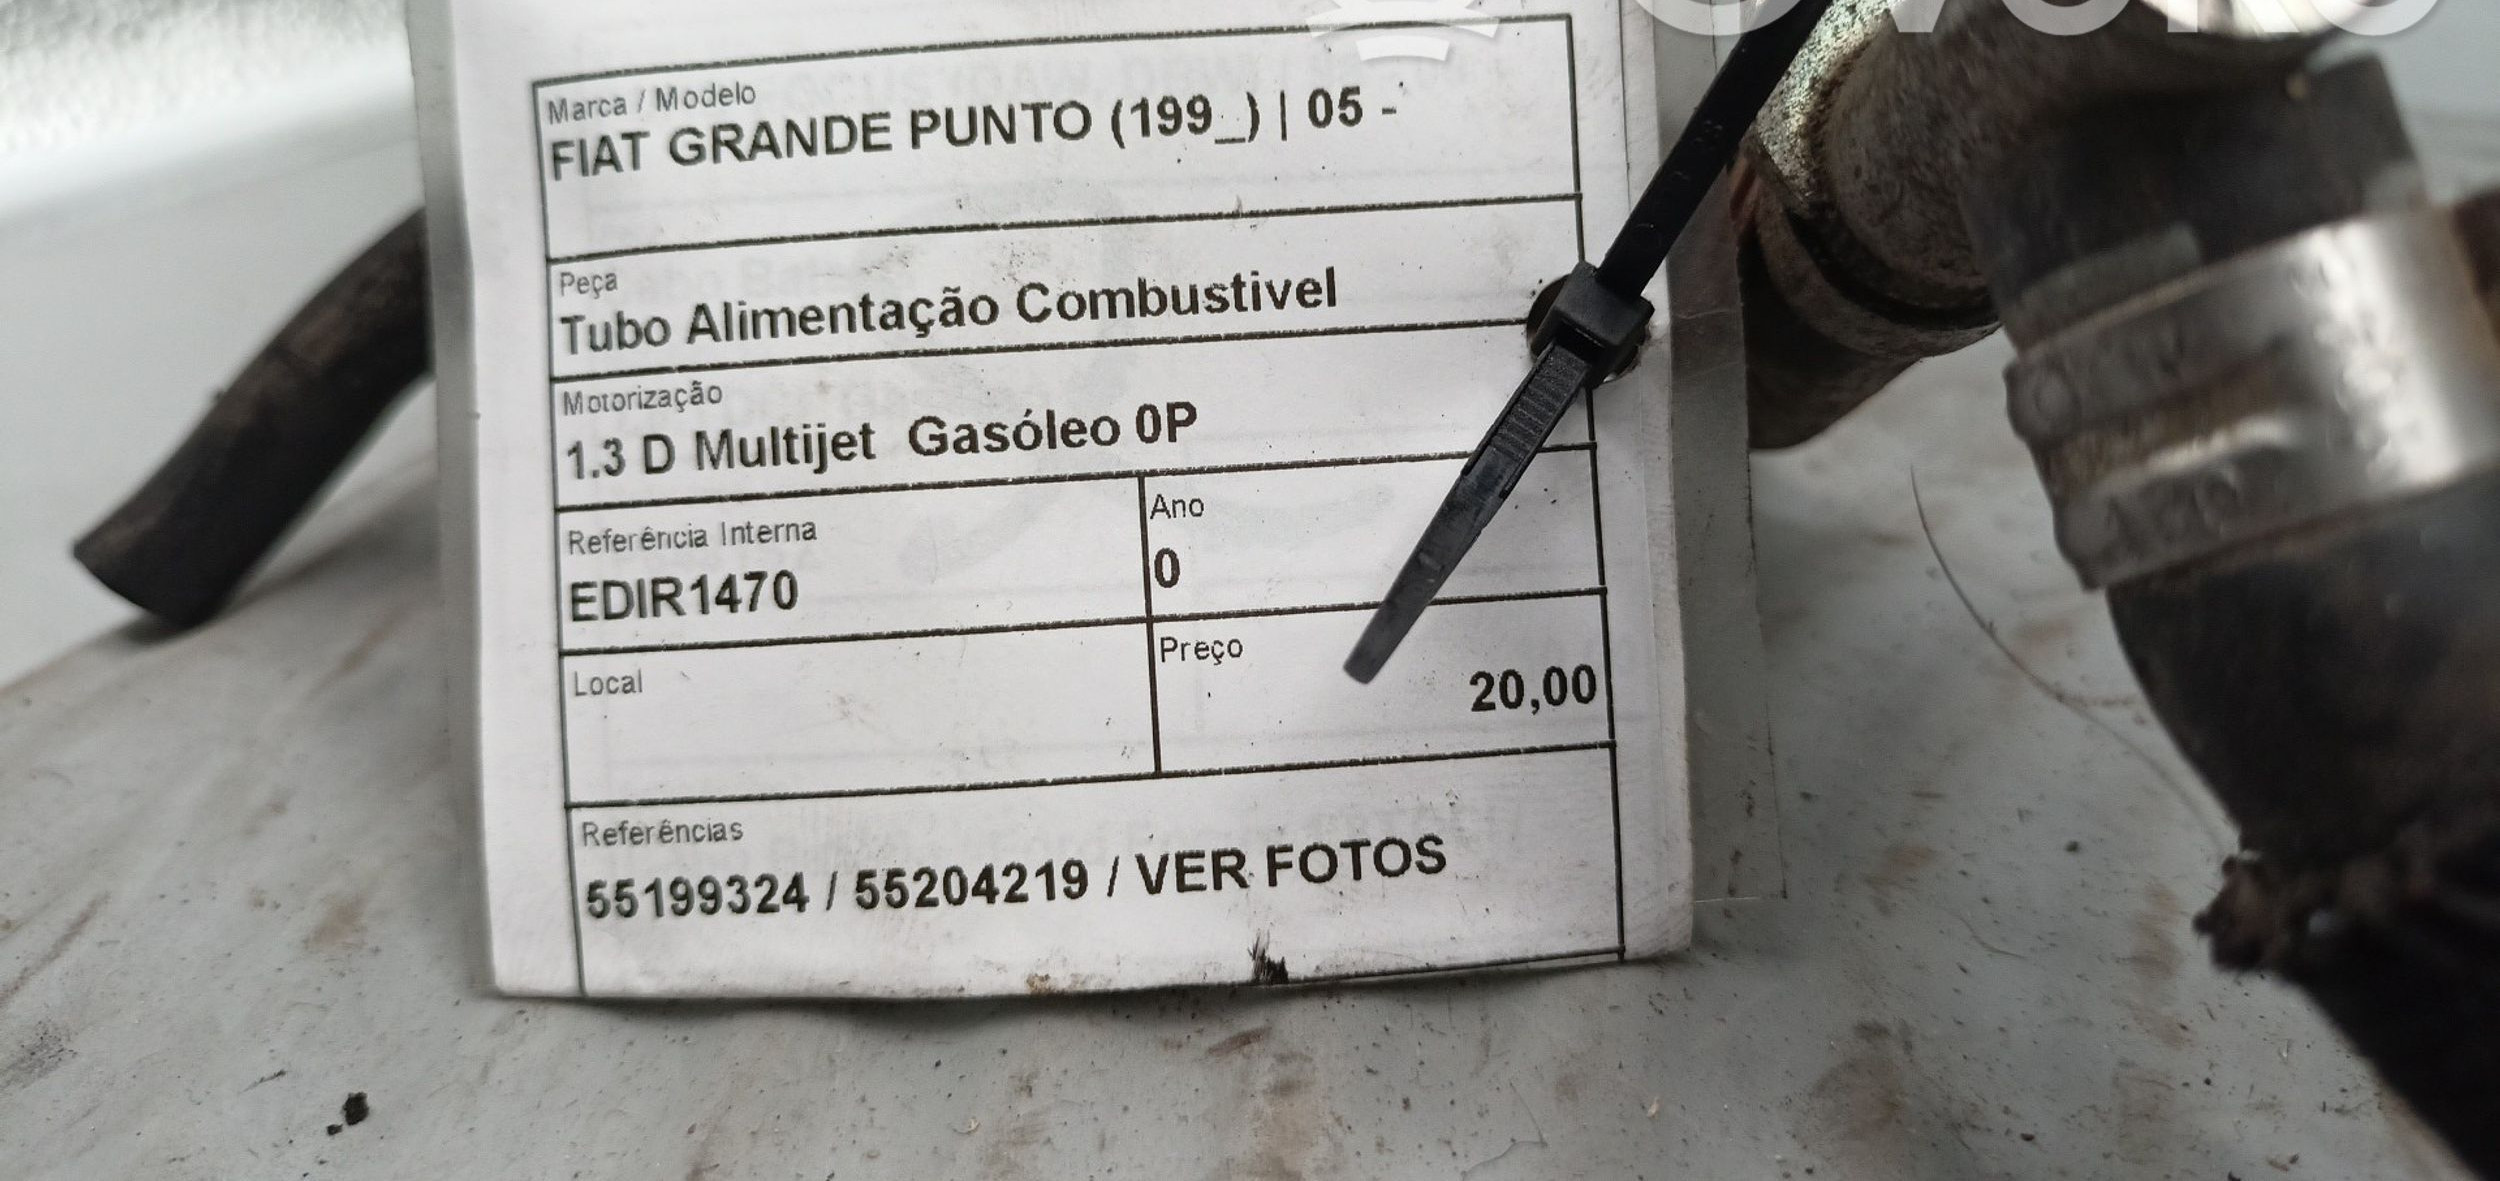 Marca / Modelo
FIAT GRANDE PUNTO (199_) | 05 -
Peça
Tubo Alimentação Combustivel
Motorização
1.3 D Multijet Gasóleo 0P
Referência Interna
EDIR1470
Ano
0
Local
Preço
20,00
Referências
55199324 / 55204219 / VER FOTOS